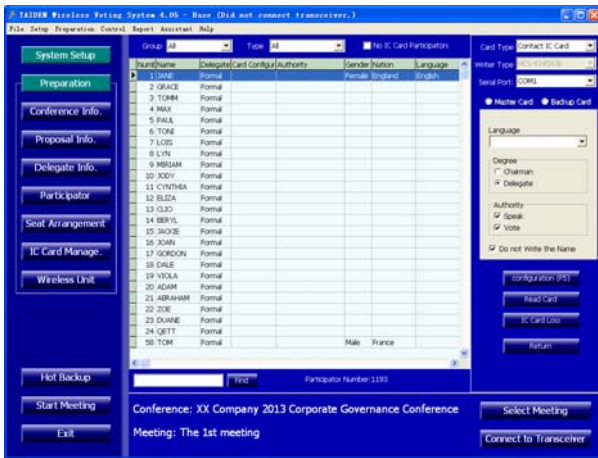 TAIDEN Wireless Voting System 4.05 - Base (Did not connect transceiver.)
File Setup Preparation Control Report Assistant Help
System Setup
Preparation
Conference Info.
Proposal Info.
Delegate Info.
Participator
Seat Arrangement
IC Card Manage.
Wireless Unit
Hot Backup
Start Meeting
Exit
Group All Type All No IC Card Participators
Numb Name Delegate Card Configur Authority Gender Nation Language
1 JANE Formal Female England English
2 GRACE Formal
3 TOMM Formal
4 MAX Formal
5 PAUL Formal
6 TONI Formal
7 LOIS Formal
8 LYN Formal
9 MIRIAM Formal
10 JODY Formal
11 CYNTHIA Formal
12 ELIZA Formal
13 CLIO Formal
14 BERYL Formal
15 JACKIE Formal
16 JOAN Formal
17 GORDON Formal
18 DALE Formal
19 VIOLA Formal
20 ADAM Formal
21 ABRAHAM Formal
22 ZOE Formal
23 DUANE Formal
24 QETT Formal
58 TOM Formal Male France
Find Participator Number:1193
Card Type Contact IC Card
Writer Type
Serial Port: COM1
Master Card Backup Card
Language
Degree
Chairman
Delegate
Authority
Speak
Vote
Do not Write the Name
configuration (F5)
Read Card
IC Card Loss
Return
Conference: XX Company 2013 Corporate Governance Conference
Meeting: The 1st meeting
Select Meeting
Connect to Transceiver